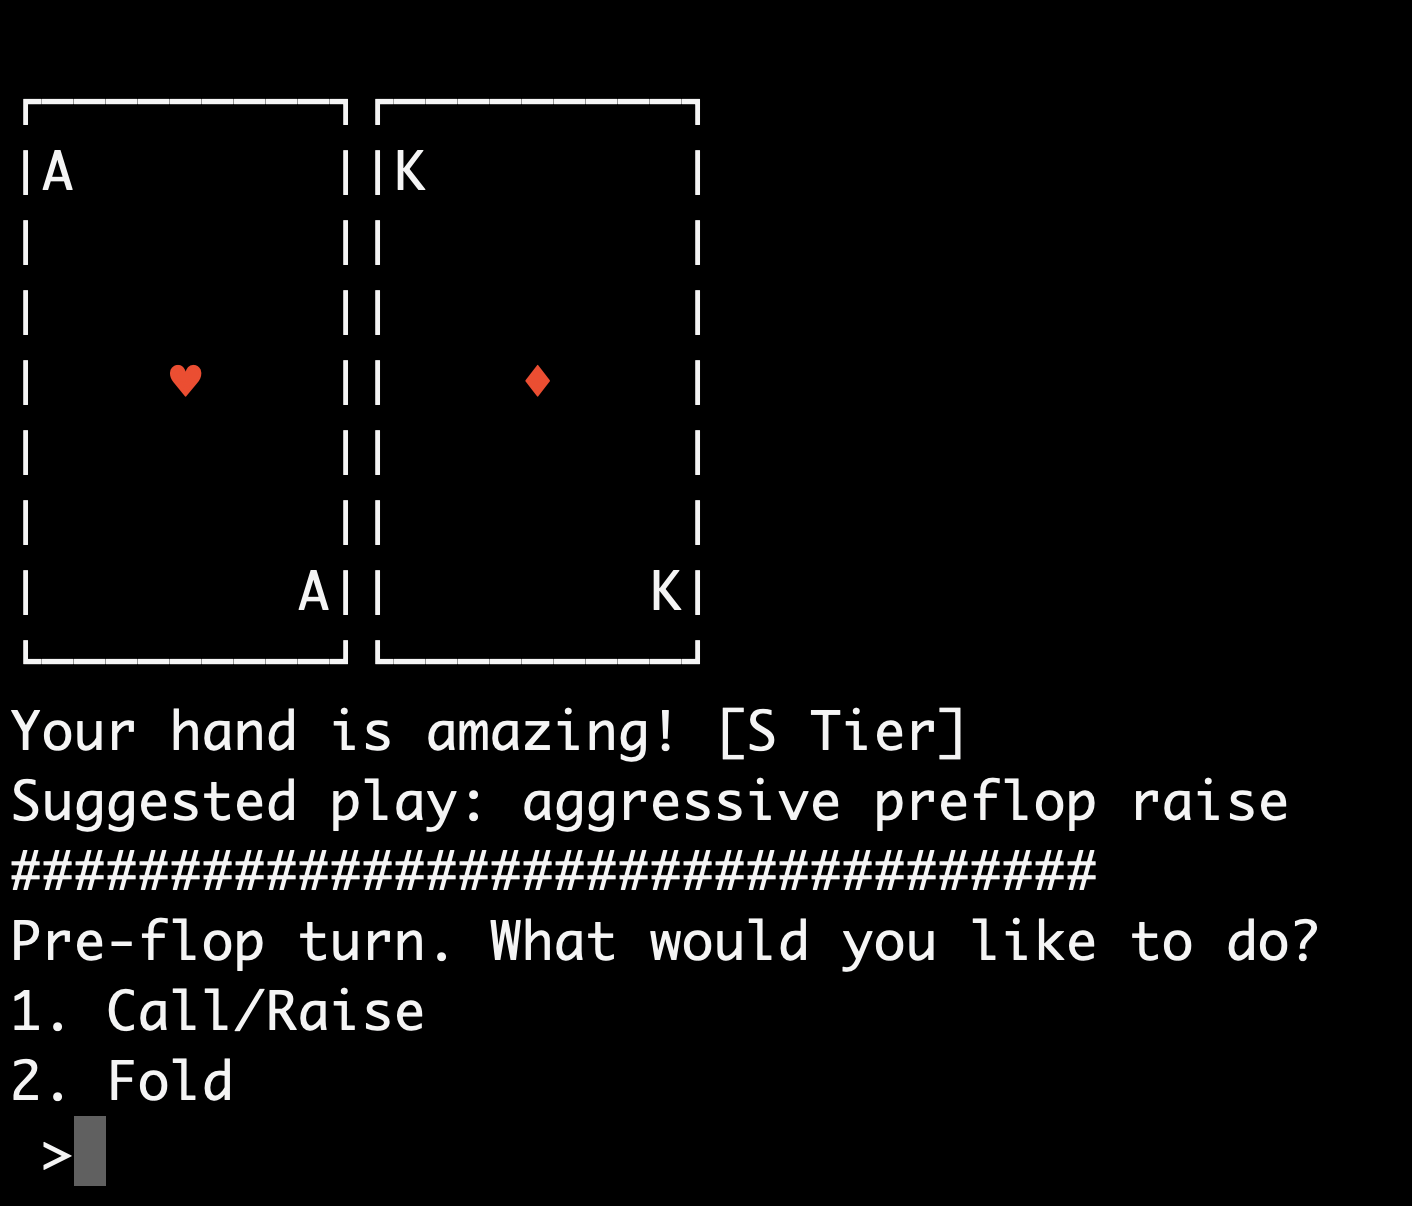 ┌─────────┐┌─────────┐
|A        ||K        |
|         ||         |
|         ||         |
|    ♥    ||    ♦    |
|         ||         |
|         ||         |
|        A||        K|
└─────────┘└─────────┘
Your hand is amazing! [S Tier]
Suggested play: aggressive preflop raise
##################################
Pre-flop turn. What would you like to do?
1. Call/Raise
2. Fold
 >